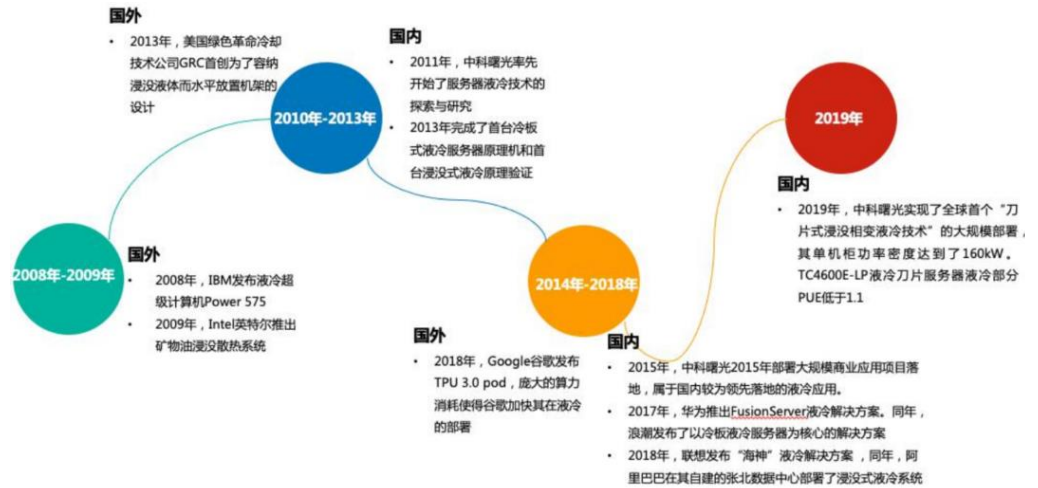 国外
• 2013年，美国绿色革命冷却
技术公司GRC首创为了容纳
浸没液体而水平放置机架的
设计
2010年-2013年
国内
• 2011年，中科曙光率先
开始了服务器液冷技术的
探索与研究
• 2013年完成了首台冷板
式液冷服务器原理机和首
台浸没式液冷原理验证
2019年
国内
• 2019年，中科曙光实现了全球首个“刀
片式浸没相变液冷技术”的大规模部署，
其单机柜功率密度达到了160kW。
TC4600E-LP液冷刀片服务器液冷部分
PUE低于1.1
2008年-2009年
国外
• 2008年，IBM发布液冷超
级计算机Power 575
• 2009年，Intel英特尔推出
矿物油浸没散热系统
2014年-2018年
国外
• 2018年，Google谷歌发布
TPU 3.0 pod，庞大的算力
消耗使得谷歌加快其在液冷
的部署
国内
• 2015年，中科曙光2015年部署大规模商业应用项目落
地，属于国内较为领先落地的液冷应用。
• 2017年，华为推出FusionServer液冷解决方案。同年，
浪潮发布了以冷板液冷服务器为核心的解决方案
• 2018年，联想发布“海神”液冷解决方案 ，同年，阿
里巴巴在其自建的张北数据中心部署了浸没式液冷系统